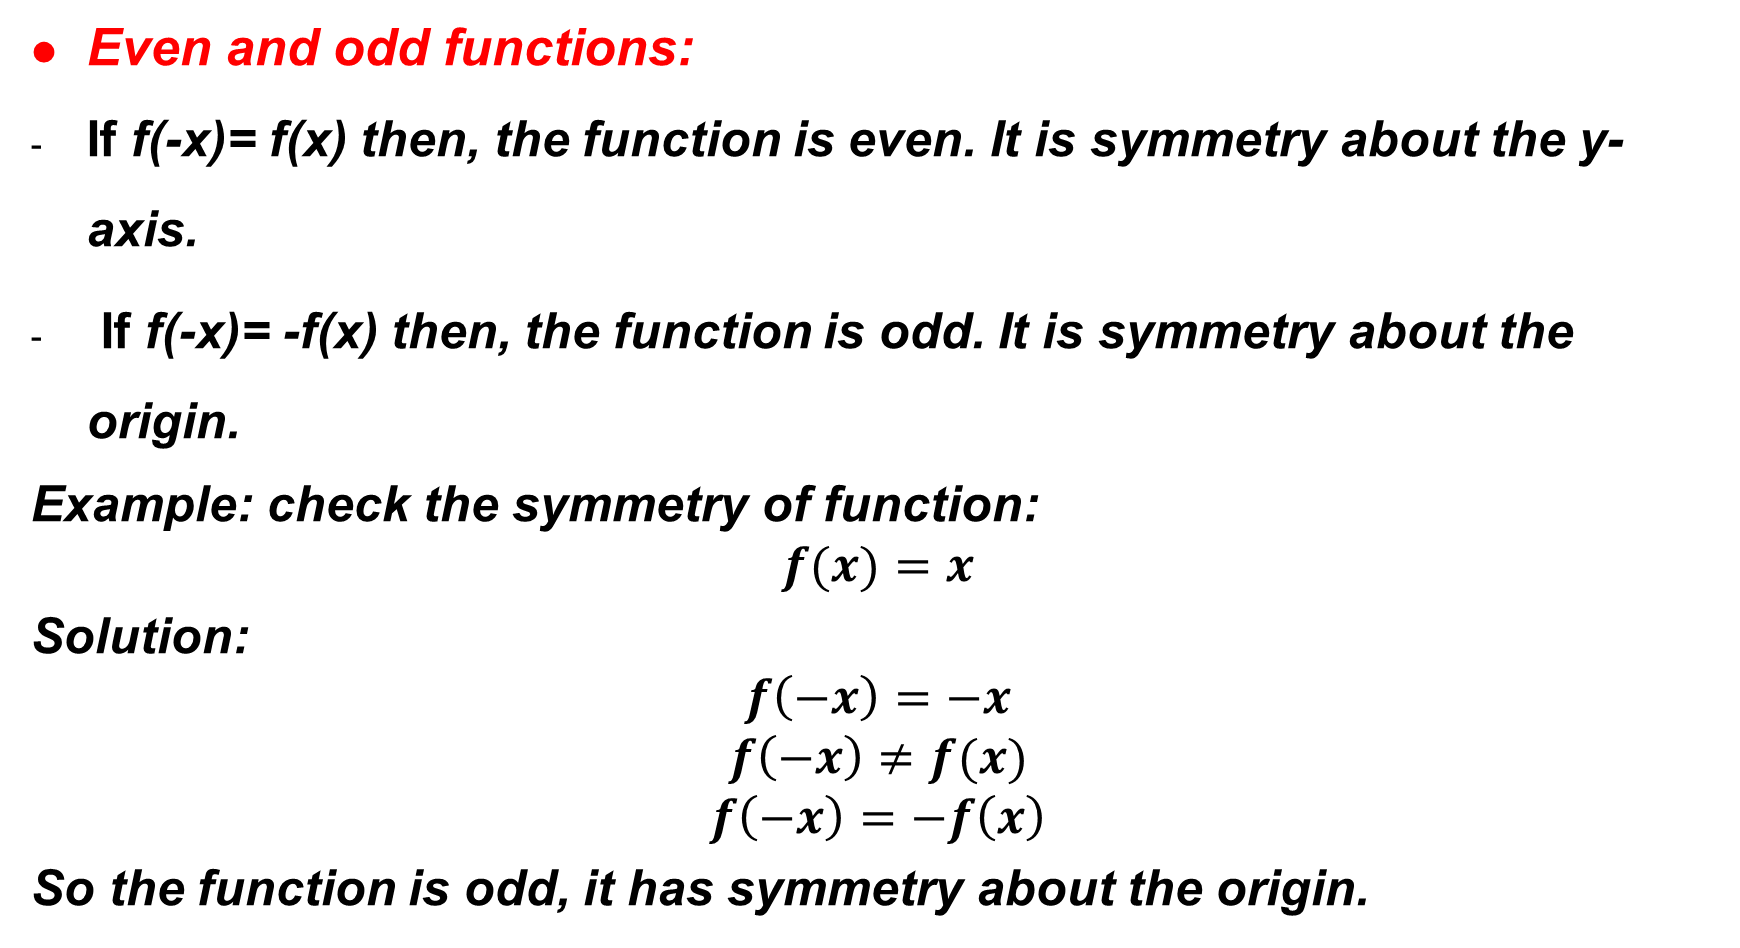 ● Even and odd functions:
- If f(-x)= f(x) then, the function is even. It is symmetry about the y-
axis.
- If f(-x)= -f(x) then, the function is odd. It is symmetry about the
origin.
Example: check the symmetry of function:
f(x) = x
Solution:
f(−x) = −x
f(−x) ≠ f(x)
f(−x) = −f(x)
So the function is odd, it has symmetry about the origin.